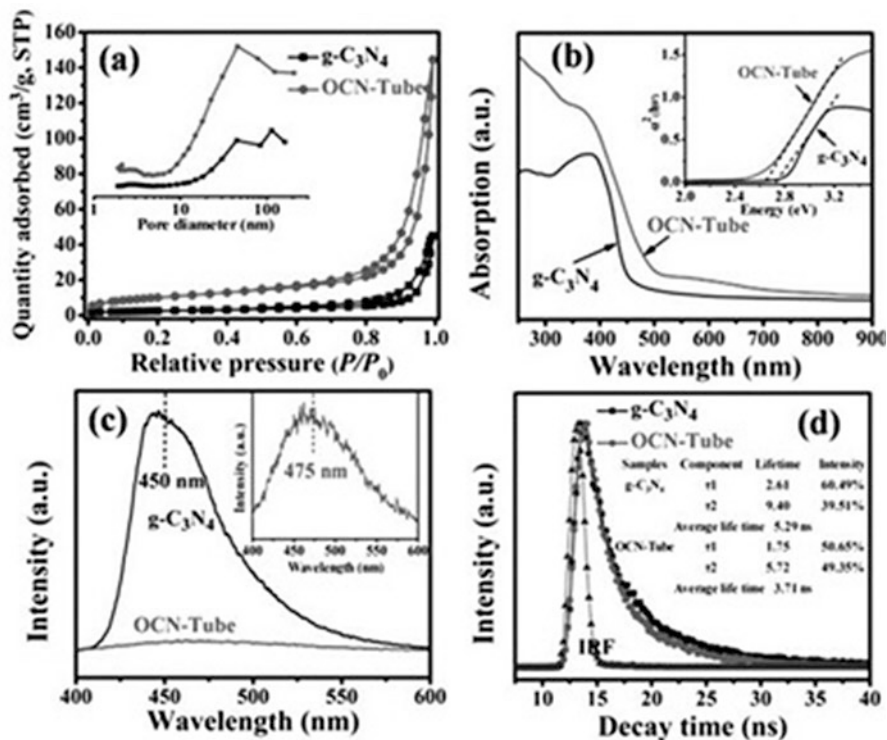 (a)
Quantity adsorbed (cm³/g, STP)
160
140
120
100
80
60
40
20
0
g-C₃N₄
OCN-Tube
1 10 100
Pore diameter (nm)
0.0 0.2 0.4 0.6 0.8 1.0
Relative pressure (P/P₀)
(b)
Absorption (a.u.)
1.5
1.0
0.5
0.0
OCN-Tube
g-C₃N₄
2.0 2.4 2.8 3.2
Energy (eV)
OCN-Tube
g-C₃N₄
300 400 500 600 700 800 900
Wavelength (nm)
(c)
Intensity (a.u.)
450 nm
g-C₃N₄
OCN-Tube
Intensity (a.u.)
475 nm
400 450 500 550 600
Wavelength (nm)
400 450 500 550 600
Wavelength (nm)
(d)
Intensity (a.u.)
g-C₃N₄
OCN-Tube
Samples Component Lifetime Intensity
g-C₃N₄ τ1 2.61 60.49%
τ2 9.40 39.51%
Average life time 5.29 ns
OCN-Tube τ1 1.75 50.65%
τ2 5.72 49.35%
Average life time 3.71 ns
IRF
10 15 20 25 30 35 40
Decay time (ns)